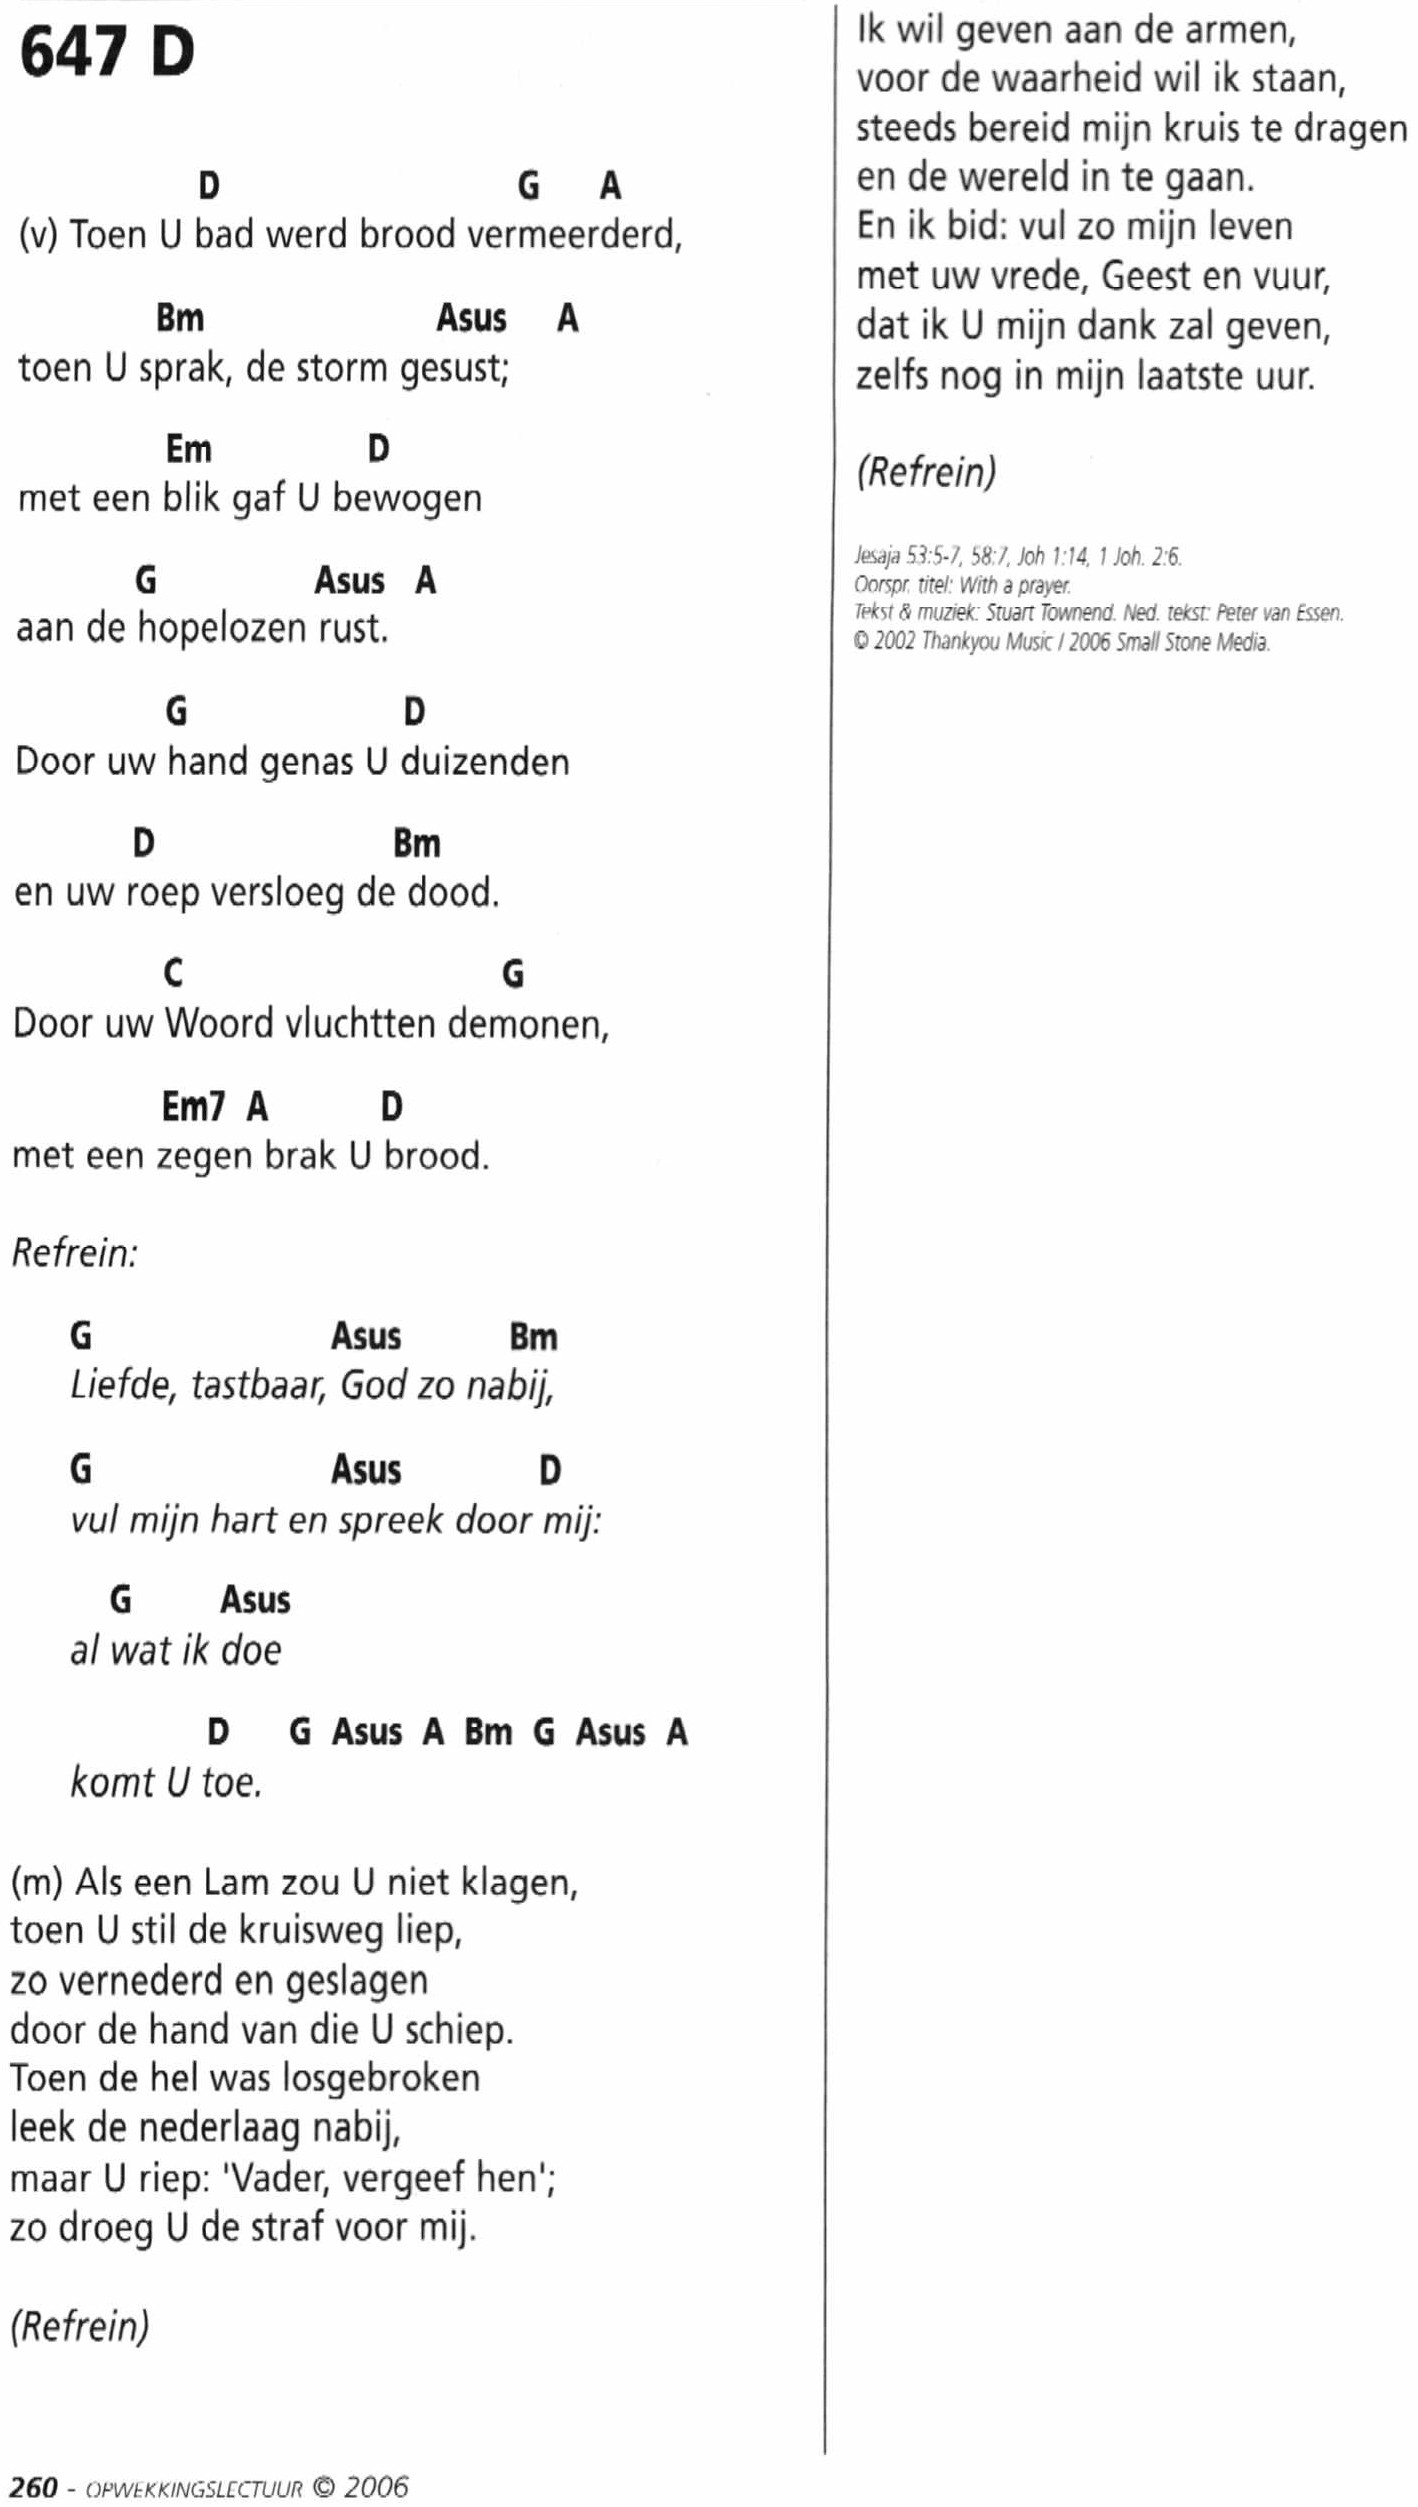 647 D
D G A
(v) Toen U bad werd brood vermeerderd,
Bm Asus A
toen U sprak, de storm gesust;
Em D
met een blik gaf U bewogen
G Asus A
aan de hopelozen rust.
G D
Door uw hand genas U duizenden
D Bm
en uw roep versloeg de dood.
C G
Door uw Woord vluchtten demonen,
Em7 A D
met een zegen brak U brood.
Refrein:
G Asus Bm
Liefde, tastbaar, God zo nabij,
G Asus D
vul mijn hart en spreek door mij:
G Asus
al wat ik doe
D G Asus A Bm G Asus A
komt U toe.
(m) Als een Lam zou U niet klagen,
toen U stil de kruisweg liep,
zo vernederd en geslagen
door de hand van die U schiep.
Toen de hel was losgebroken
leek de nederlaag nabij,
maar U riep: 'Vader, vergeef hen';
zo droeg U de straf voor mij.
(Refrein)
Ik wil geven aan de armen,
voor de waarheid wil ik staan,
steeds bereid mijn kruis te dragen
en de wereld in te gaan.
En ik bid: vul zo mijn leven
met uw vrede, Geest en vuur,
dat ik U mijn dank zal geven,
zelfs nog in mijn laatste uur.
(Refrein)
Jesaja 53:5-7, 58:7, Joh 1:14, 1 Joh. 2:6.
Oorspr. titel: With a prayer.
Tekst & muziek: Stuart Townend. Ned. tekst: Peter van Essen.
© 2002 Thankyou Music / 2006 Small Stone Media.
260 - OPWEKKINGSLECTUUR © 2006